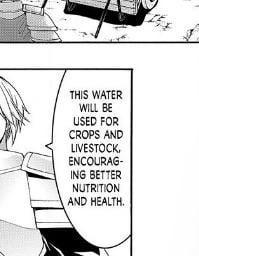 THIS WATER
WILL BE
USED FOR
CROPS AND
LIVESTOCK,
ENCOURAG-
ING BETTER
NUTRITION
AND HEALTH.